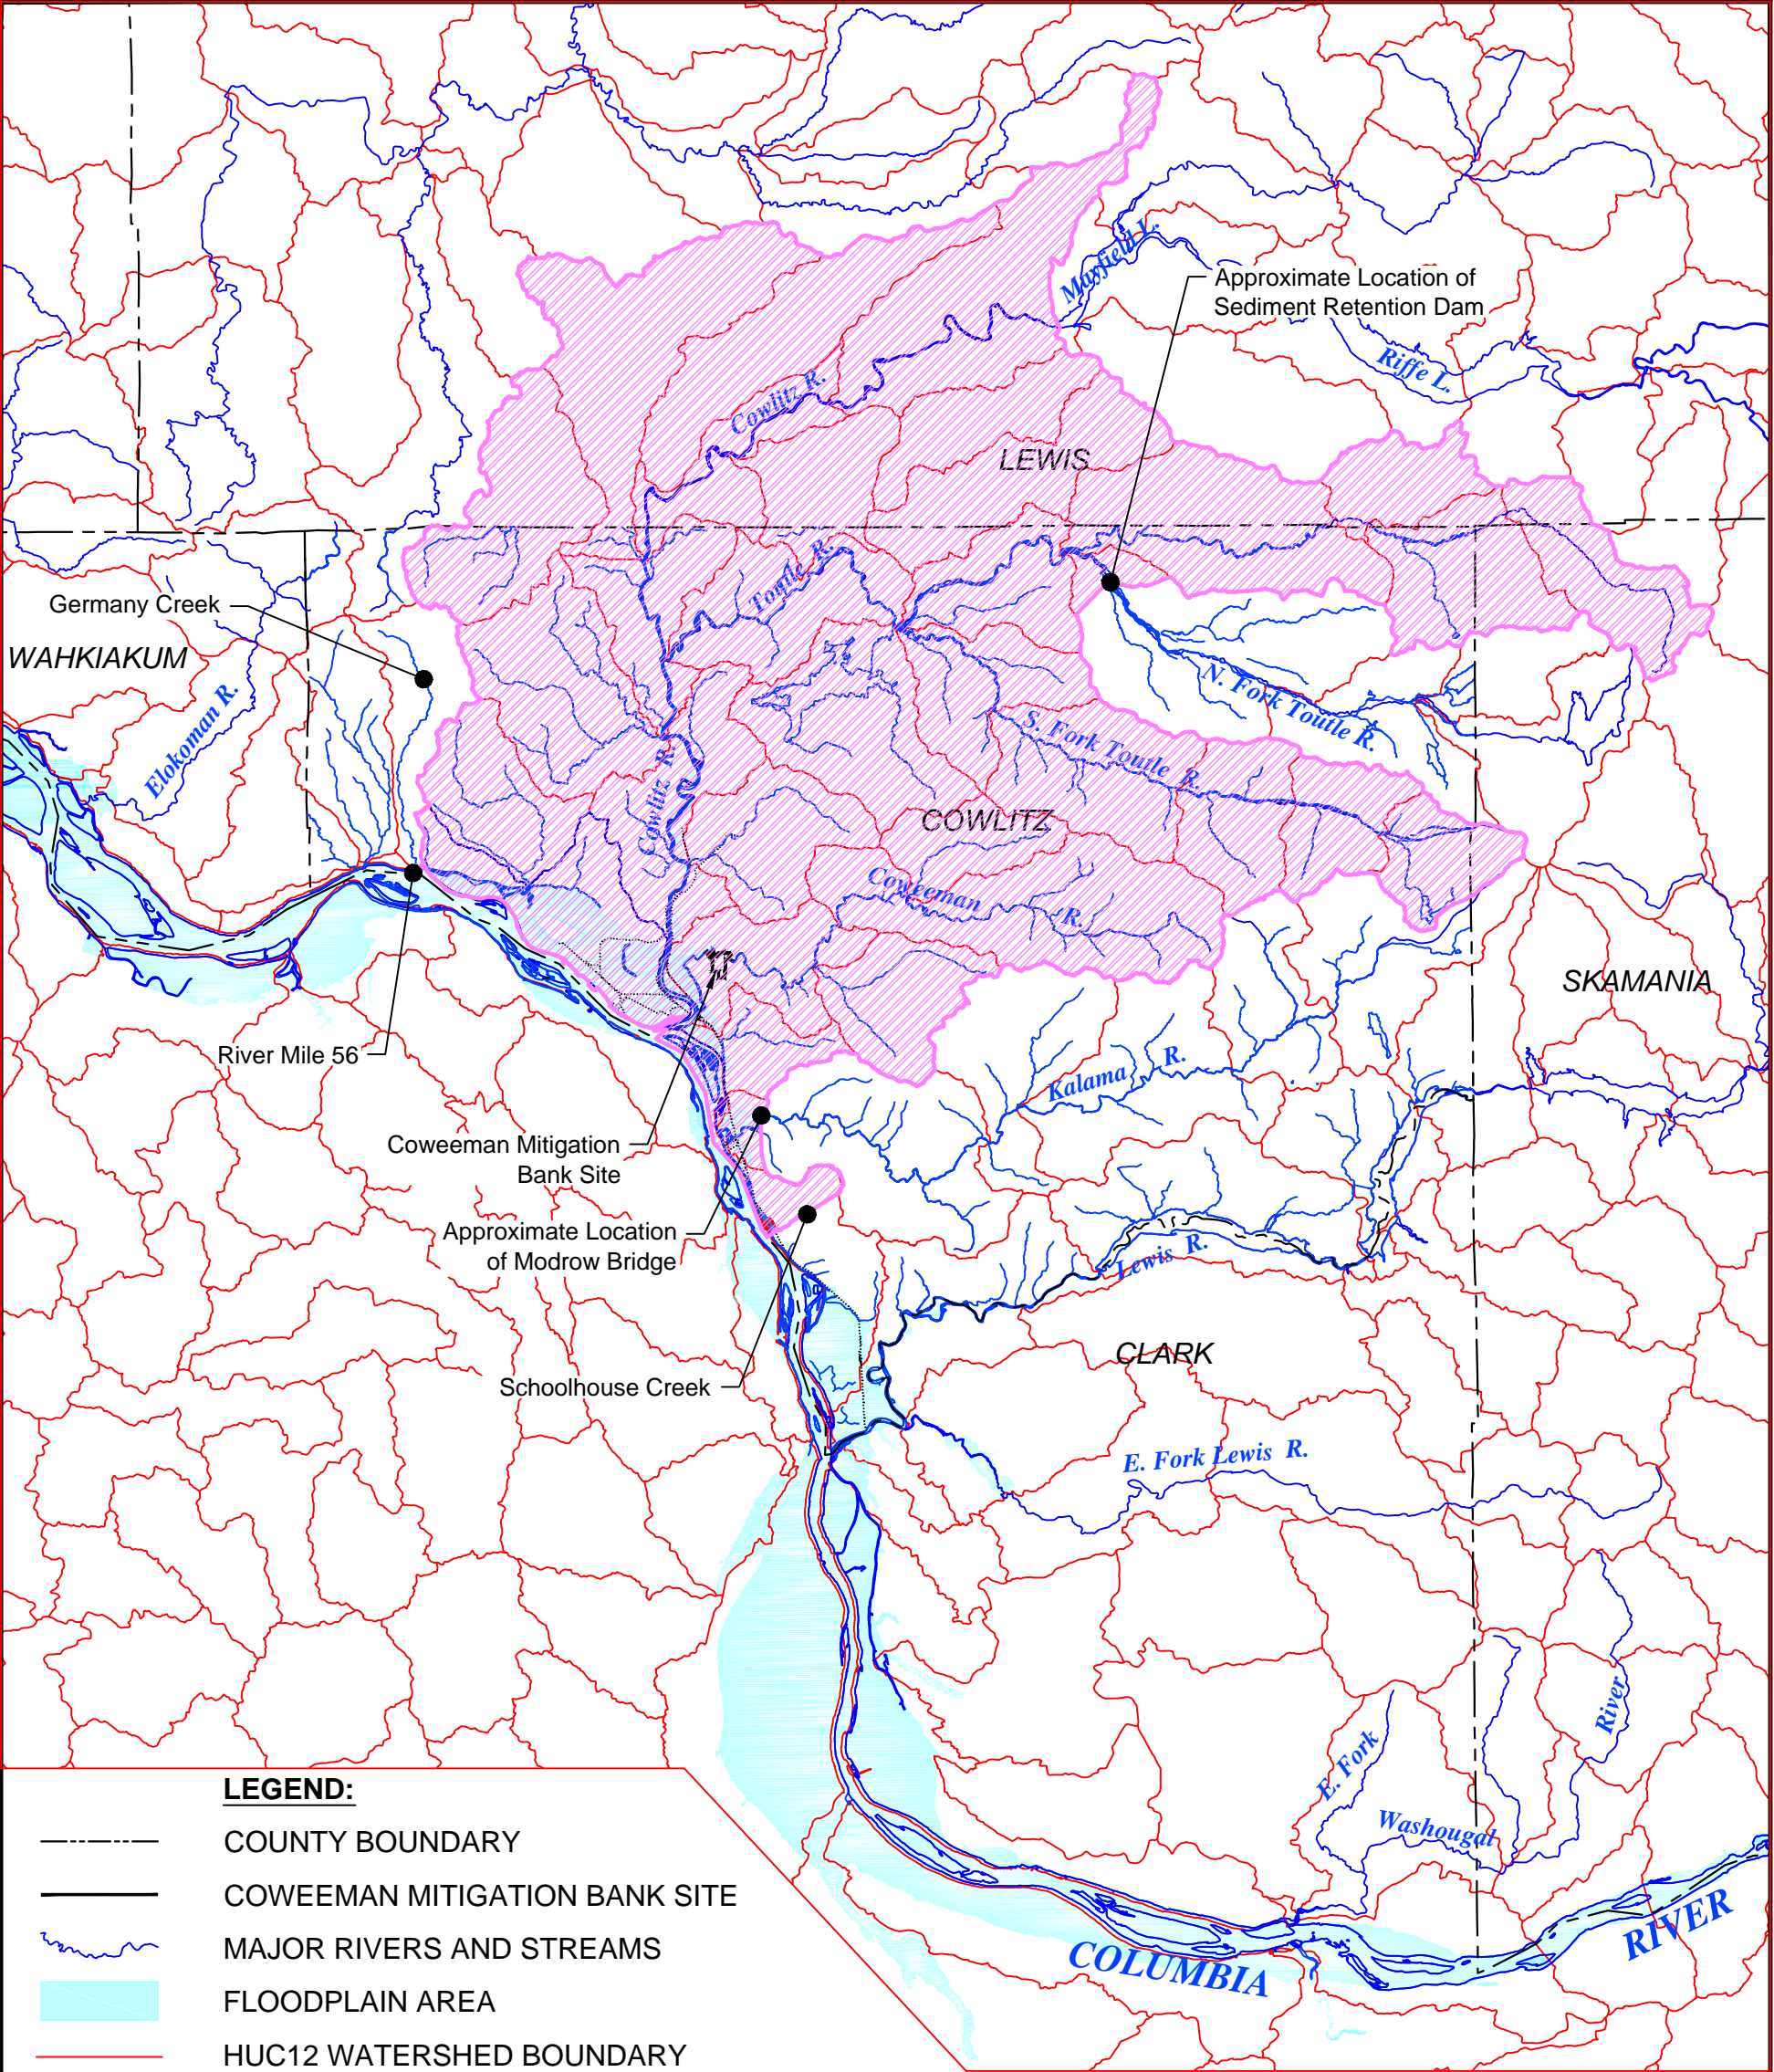 Mayfield L.
Approximate Location of
Sediment Retention Dam
Riffe L.
Cowlitz R.
LEWIS
Toutle R.
Germany Creek
WAHKIAKUM
Elokoman R.
N. Fork Toutle R.
S. Fork Toutle R.
Cowlitz R.
COWLITZ
Coweeman R.
SKAMANIA
River Mile 56
Kalama R.
Coweeman Mitigation
Bank Site
Approximate Location
of Modrow Bridge
Lewis R.
CLARK
Schoolhouse Creek
E. Fork Lewis R.
River
E. Fork
Washougal
COLUMBIA RIVER
LEGEND:
COUNTY BOUNDARY
COWEEMAN MITIGATION BANK SITE
MAJOR RIVERS AND STREAMS
FLOODPLAIN AREA
HUC12 WATERSHED BOUNDARY